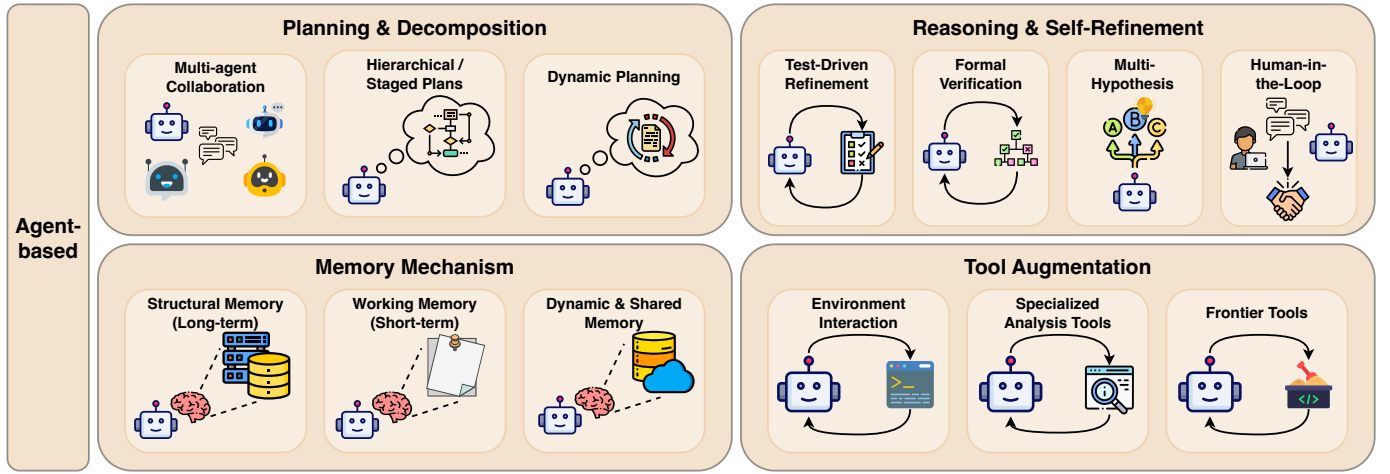 Agent-
based
Planning & Decomposition
Multi-agent
Collaboration
Hierarchical /
Staged Plans
Dynamic Planning
Reasoning & Self-Refinement
Test-Driven
Refinement
Formal
Verification
Multi-
Hypothesis
A
B
C
Human-in-
the-Loop
Memory Mechanism
Structural Memory
(Long-term)
Working Memory
(Short-term)
Dynamic & Shared
Memory
Tool Augmentation
Environment
Interaction
>_
Specialized
Analysis Tools
i
Frontier Tools
</>